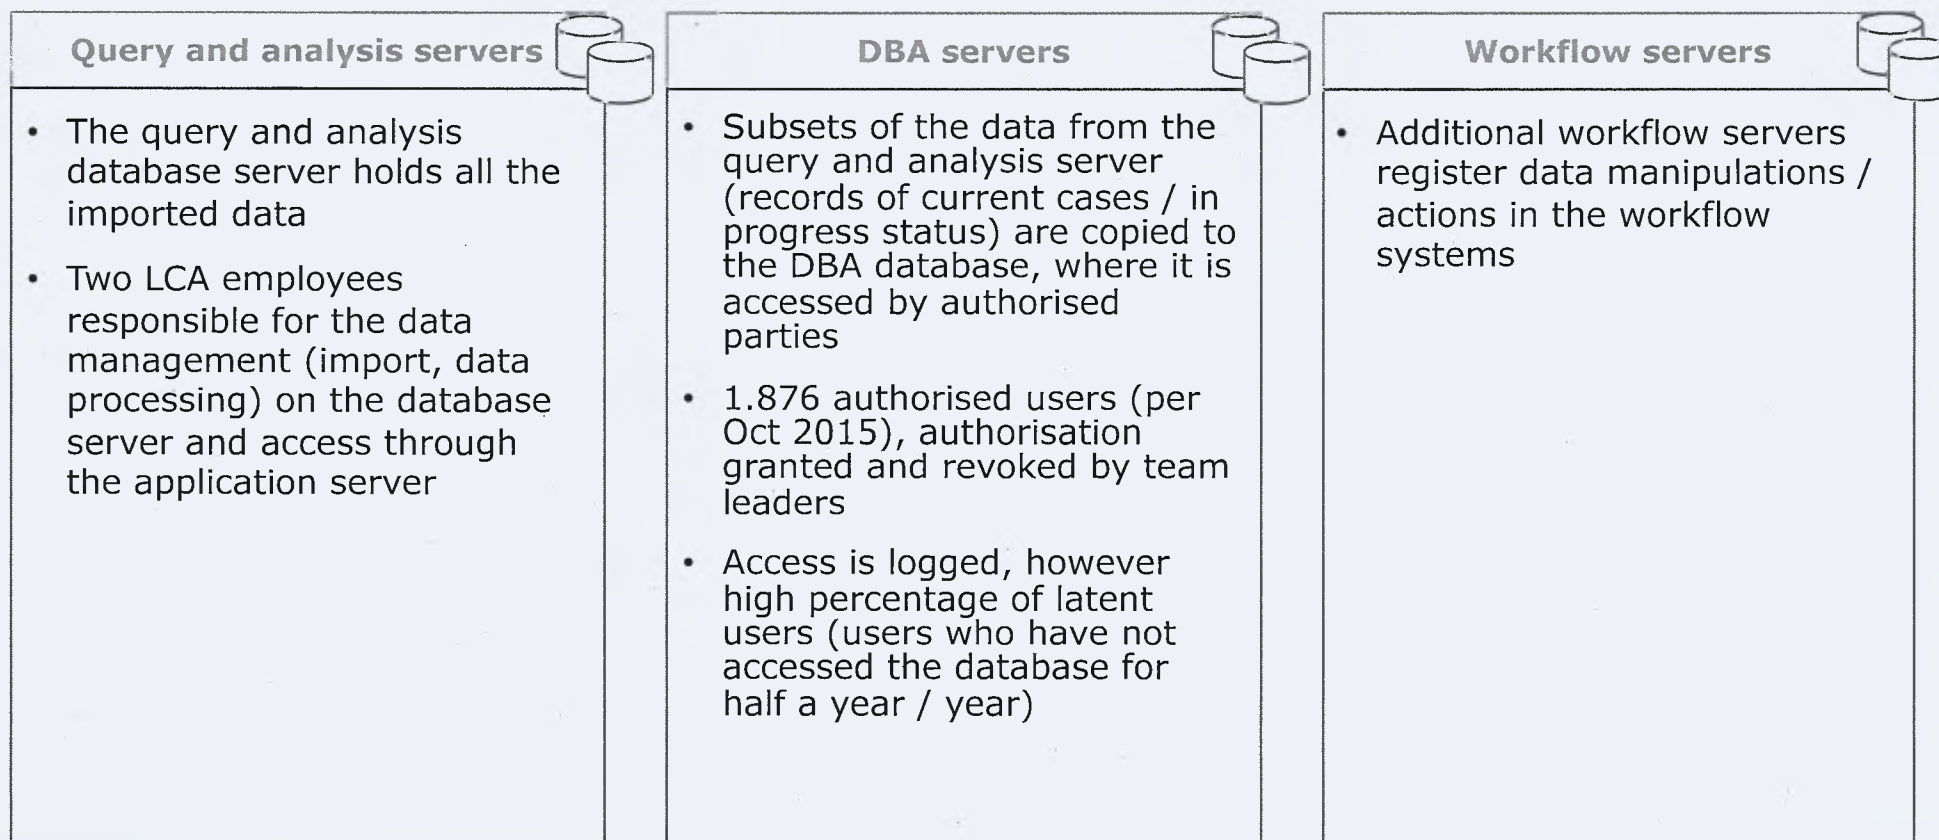 Query and analysis servers
• The query and analysis
database server holds all the
imported data
• Two LCA employees
responsible for the data
management (import, data
processing) on the database
server and access through
the application server
DBA servers
• Subsets of the data from the
query and analysis server
(records of current cases / in
progress status) are copied to
the DBA database, where it is
accessed by authorised
parties
• 1.876 authorised users (per
Oct 2015), authorisation
granted and revoked by team
leaders
• Access is logged, however
high percentage of latent
users (users who have not
accessed the database for
half a year / year)
Workflow servers
• Additional workflow servers
register data manipulations /
actions in the workflow
systems